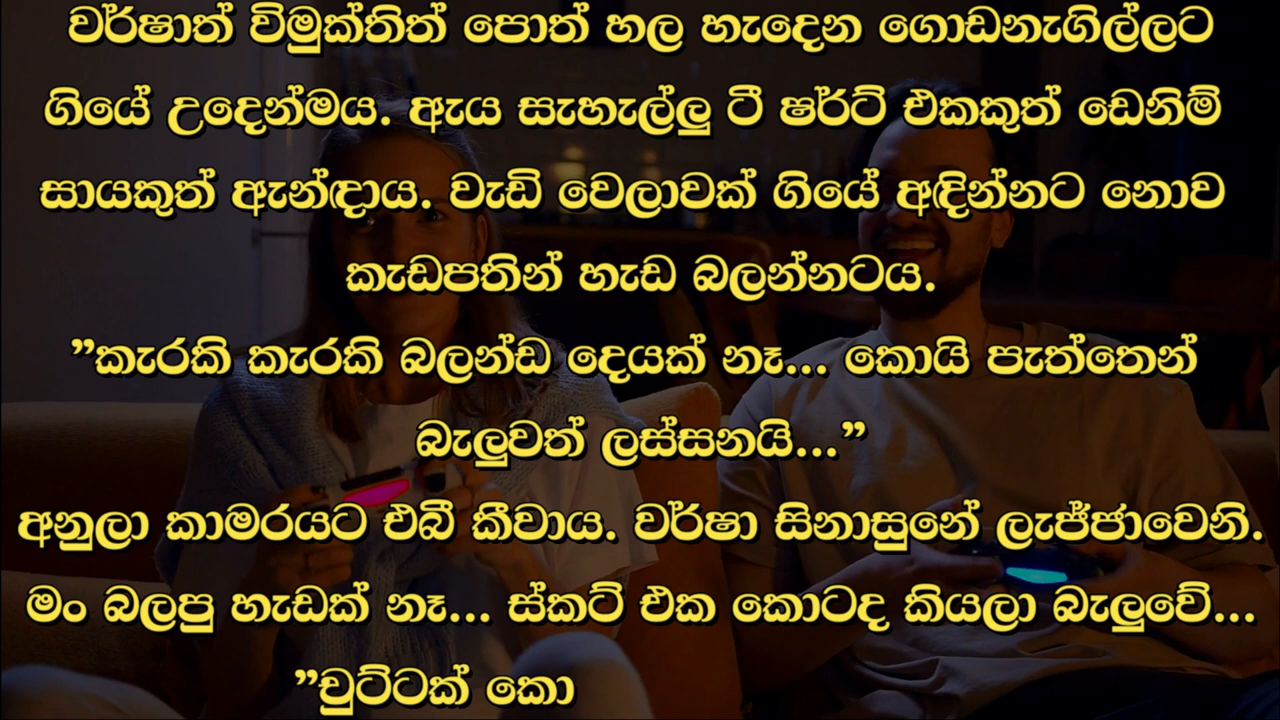 වර්ෂාත් විමුක්තිත් පොත් හල හැදෙන ගොඩනැගිල්ලට
ගියේ උදෙන්මය. ඇය සැහැල්ලු ටී ෂර්ට් එකකුත් ඩෙනිම්
සායකුත් ඇන්ඳාය. වැඩි වෙලාවක් ගියේ අඳින්නට නොව
කැඩපතින් හැඩ බලන්නටය.
”කැරකි කැරකි බලන්ඩ දෙයක් නෑ... කොයි පැත්තෙන්
බැලුවත් ලස්සනයි...”
අනුලා කාමරයට එබී කීවාය. වර්ෂා සිනාසුනේ ලැජ්ජාවෙනි.
මං බලපු හැඩක් නෑ... ස්කට් එක කොටද කියලා බැලුවේ...
”චුට්ටක් කො